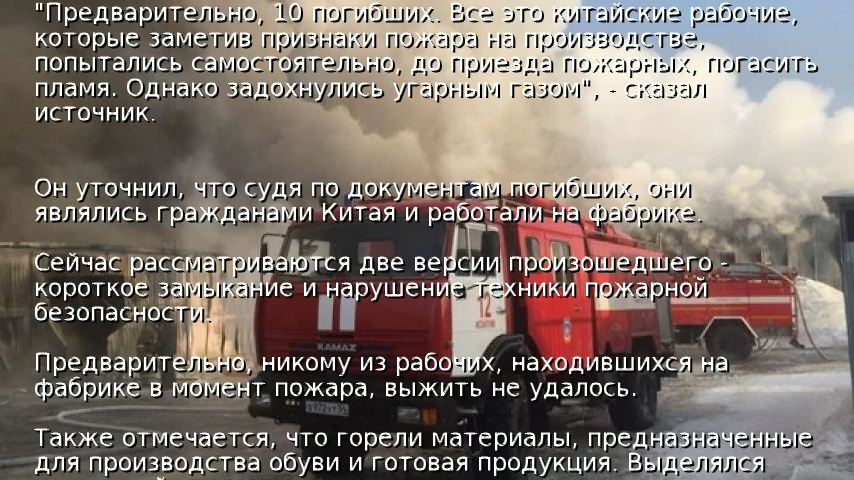 "Предварительно, 10 погибших. Все это китайские рабочие,
которые заметив признаки пожара на производстве,
попытались самостоятельно, до приезда пожарных, погасить
пламя. Однако задохнулись угарным газом", - сказал
источник.
Он уточнил, что судя по документам погибших, они
являлись гражданами Китая и работали на фабрике.
Сейчас рассматриваются две версии произошедшего -
короткое замыкание и нарушение техники пожарной
безопасности.
Предварительно, никому из рабочих, находившихся на
фабрике в момент пожара, выжить не удалось.
Также отмечается, что горели материалы, предназначенные
для производства обуви и готовая продукция. Выделялся
12
КАМАZ